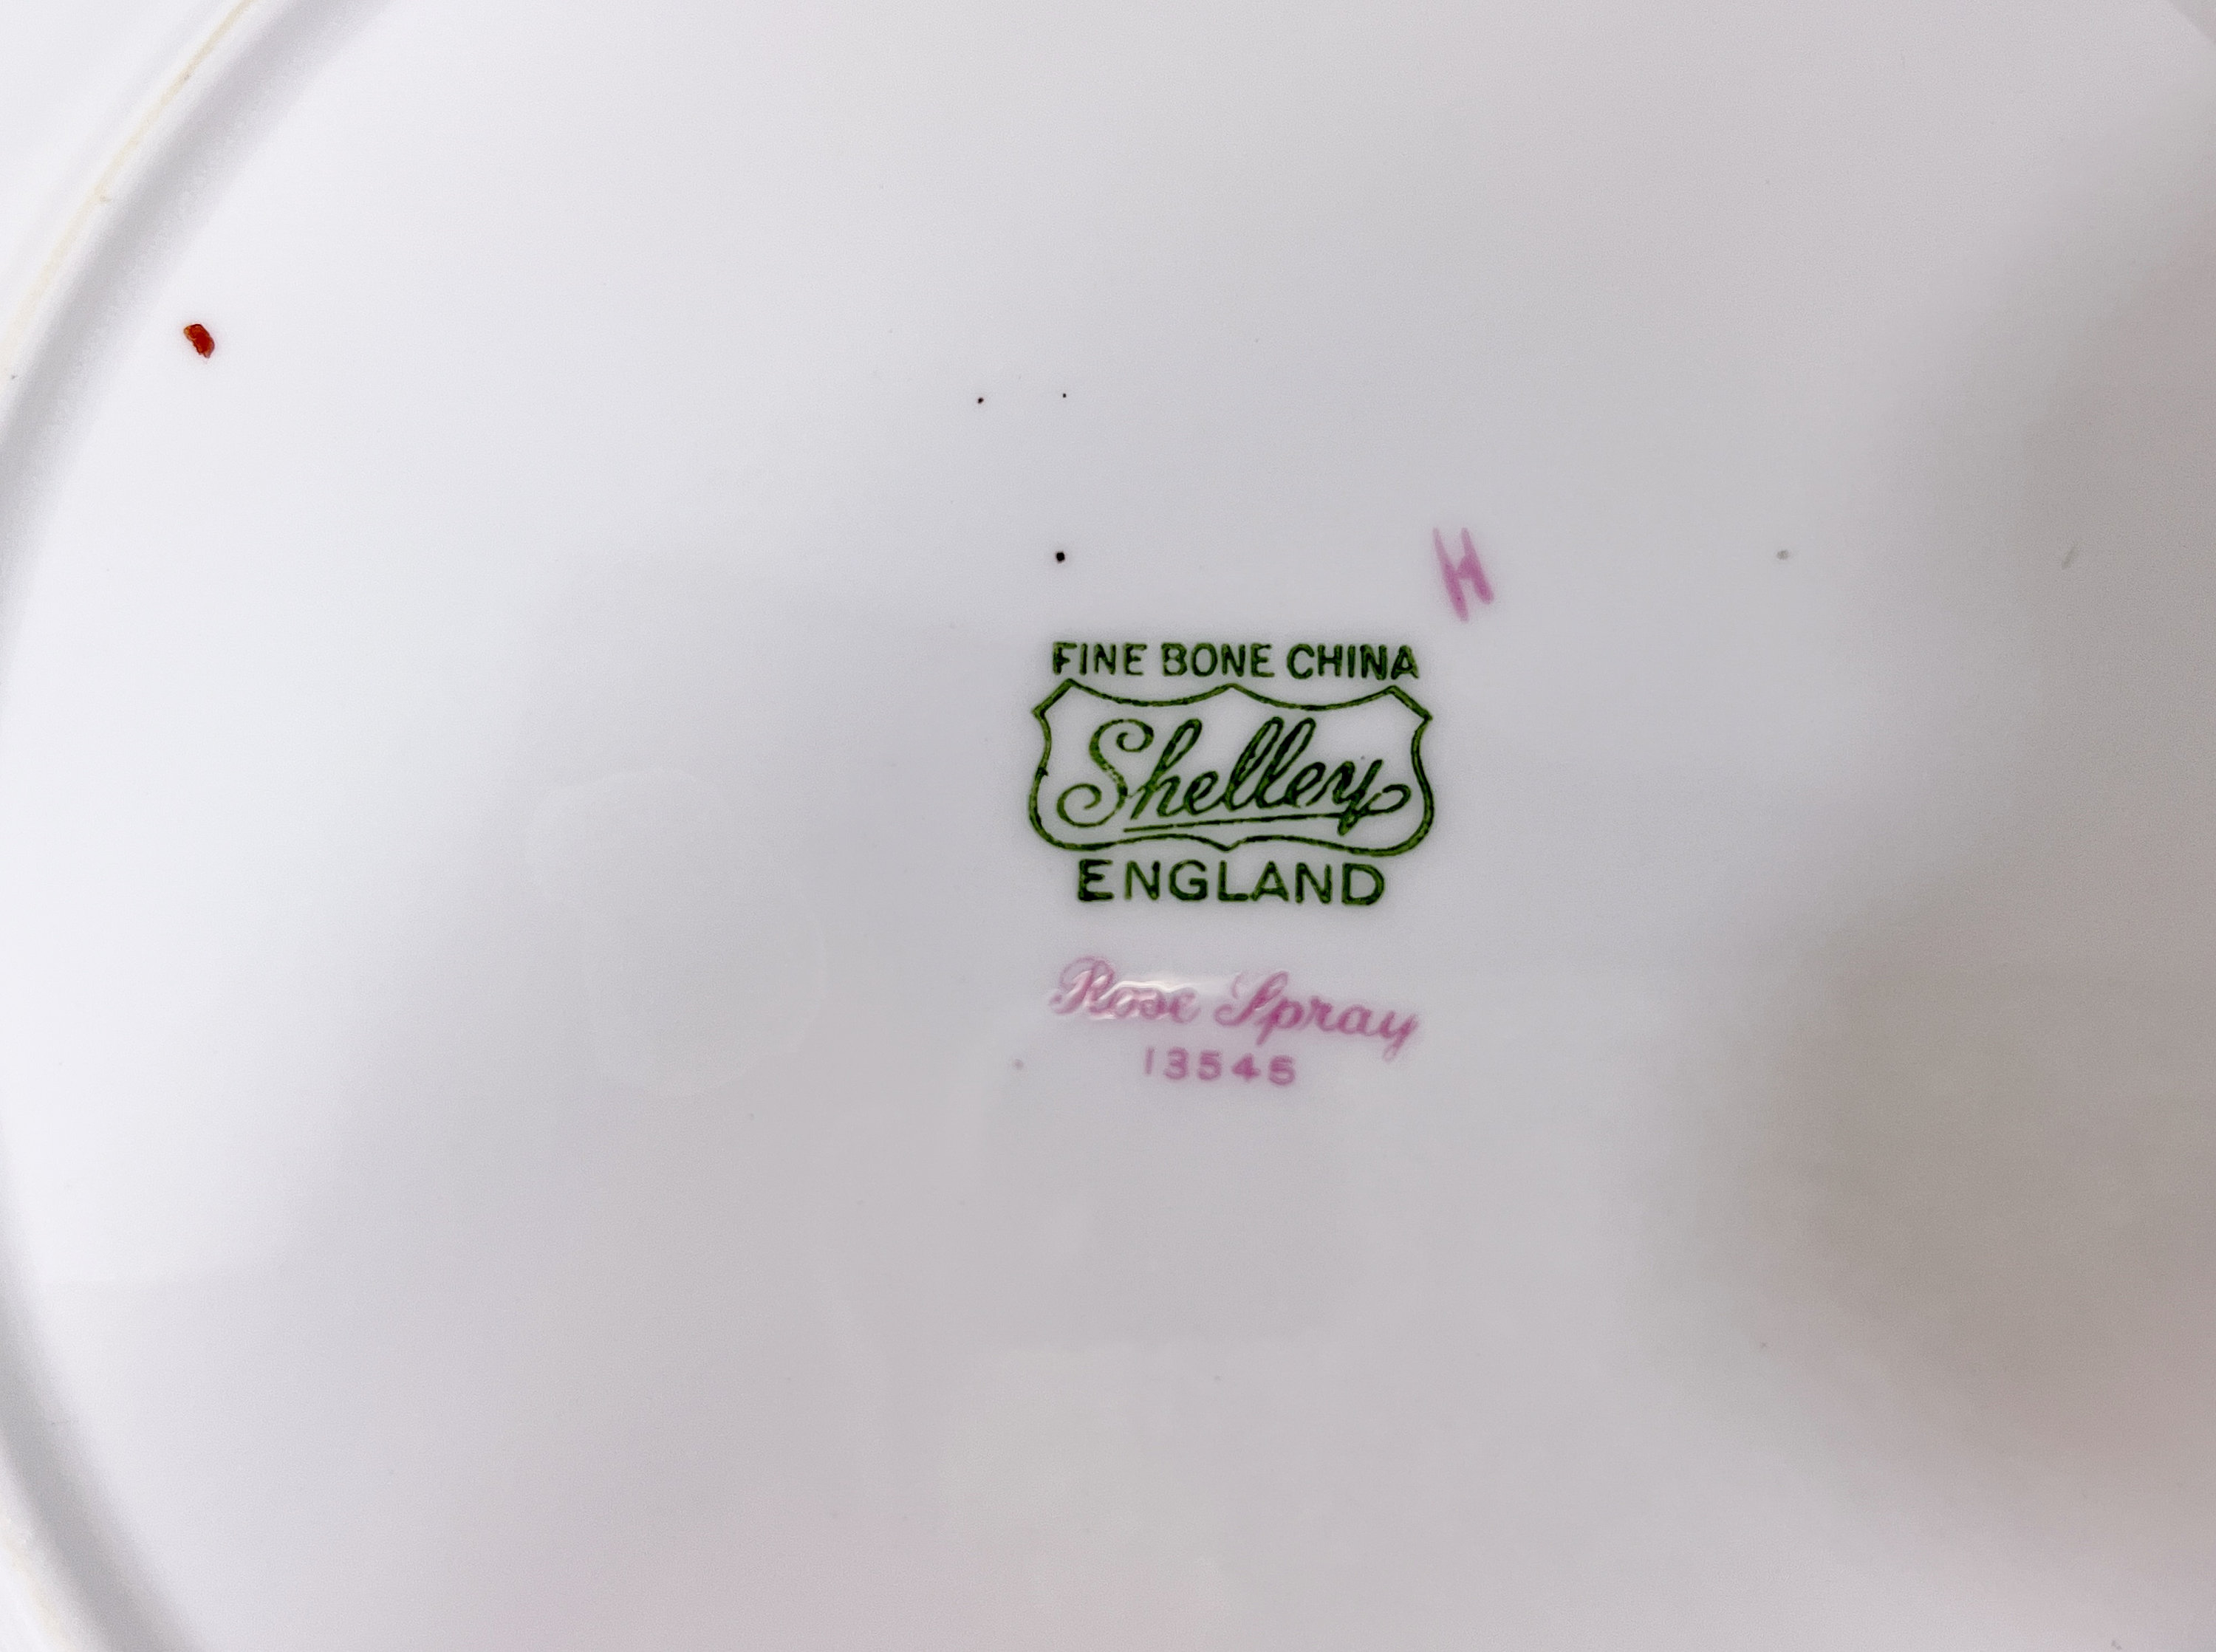 H
FINE BONE CHINA
Shelley
ENGLAND
Rose Spray
13545